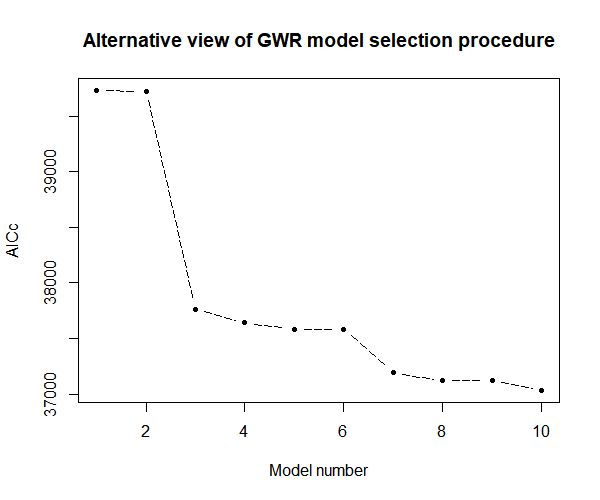 Alternative view of GWR model selection procedure
AICc
39000
38000
37000
2 4 6 8 10
Model number